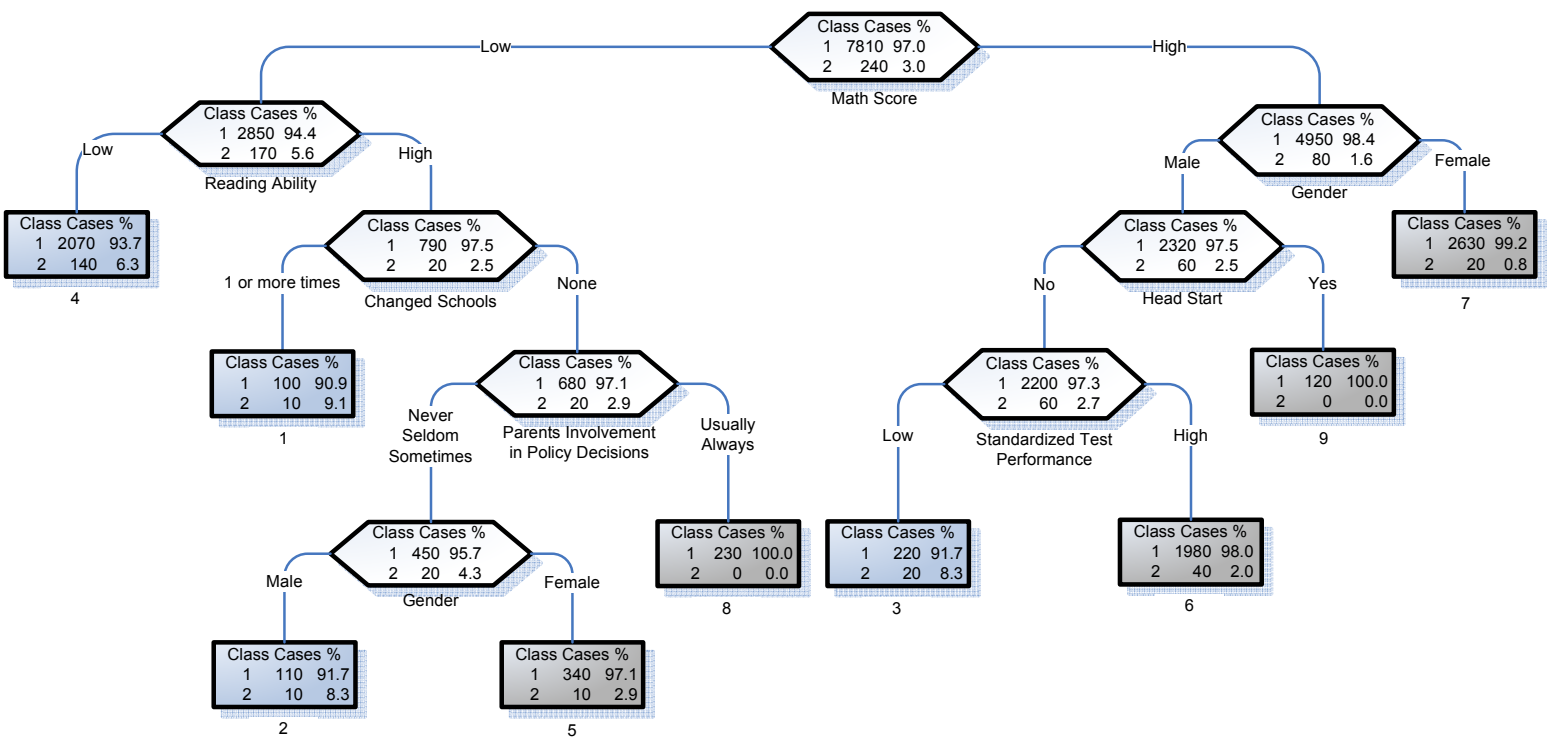 Class Cases %
1 7810 97.0
2 240 3.0
Math Score
Low
High
Class Cases %
1 2850 94.4
2 170 5.6
Reading Ability
Low
High
Class Cases %
1 4950 98.4
2 80 1.6
Gender
Male
Female
Class Cases %
1 2070 93.7
2 140 6.3
4
Class Cases %
1 790 97.5
2 20 2.5
Changed Schools
1 or more times
None
Class Cases %
1 2320 97.5
2 60 2.5
Head Start
No
Yes
Class Cases %
1 2630 99.2
2 20 0.8
7
Class Cases %
1 100 90.9
2 10 9.1
1
Class Cases %
1 680 97.1
2 20 2.9
Parents Involvement
in Policy Decisions
Never
Seldom
Sometimes
Usually
Always
Class Cases %
1 2200 97.3
2 60 2.7
Standardized Test
Performance
Low
High
Class Cases %
1 120 100.0
2 0 0.0
9
Class Cases %
1 450 95.7
2 20 4.3
Gender
Male
Female
Class Cases %
1 230 100.0
2 0 0.0
8
Class Cases %
1 220 91.7
2 20 8.3
3
Class Cases %
1 1980 98.0
2 40 2.0
6
Class Cases %
1 110 91.7
2 10 8.3
2
Class Cases %
1 340 97.1
2 10 2.9
5